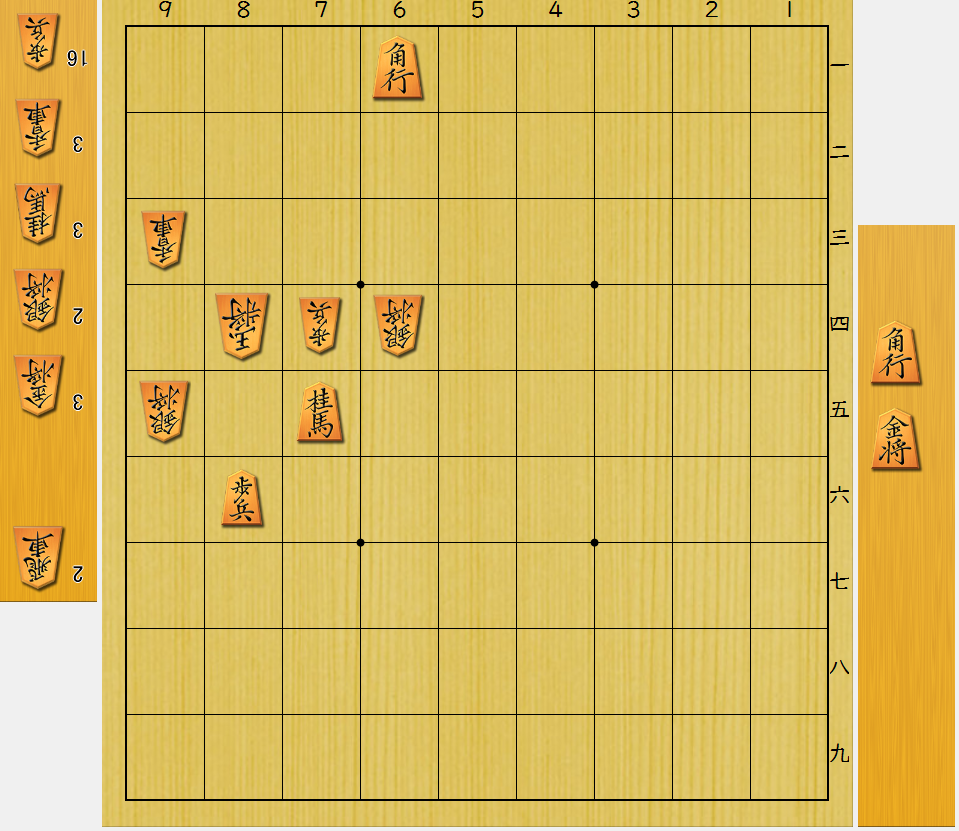 9 8 7 6 5 4 3 2 1
歩兵 16
香車 3
桂馬 3
銀将 2
金将 3
飛車 2
角行 一
二
香車 三
玉将 歩兵 銀将 四
銀将 桂馬 五
歩兵 六
七
八
九
角行
金将